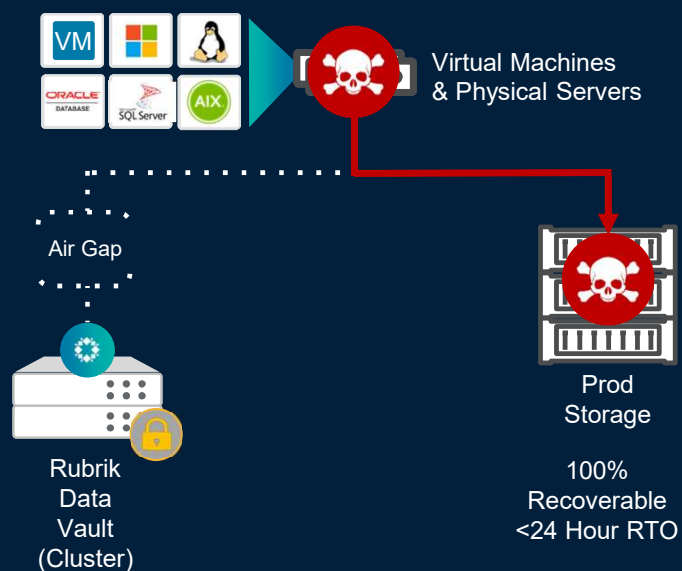 VM
ORACLE
DATABASE
Microsoft
SQL Server
AIX
Virtual Machines
& Physical Servers
Air Gap
Rubrik
Data
Vault
(Cluster)
Prod
Storage
100%
Recoverable
<24 Hour RTO